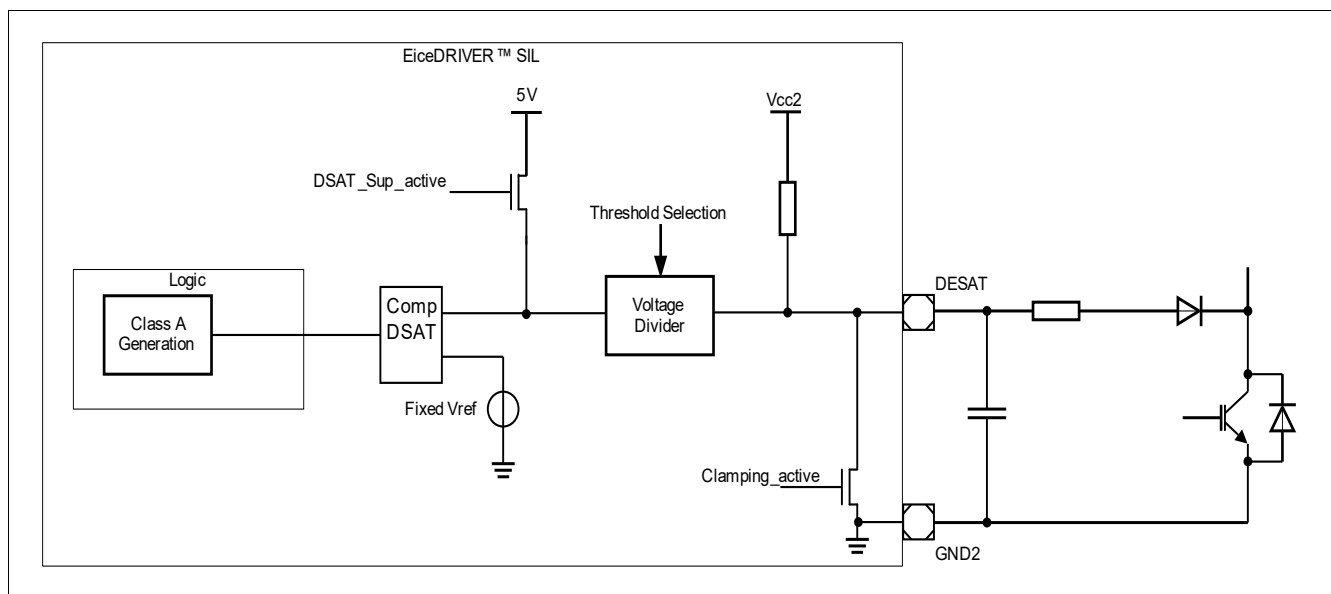 EiceDRIVER™ SIL
5V
Vcc2
DSAT_Sup_active
Threshold Selection
Logic
Class A
Generation
Comp
DSAT
Voltage
Divider
DESAT
Fixed Vref
Clamping_active
GND2